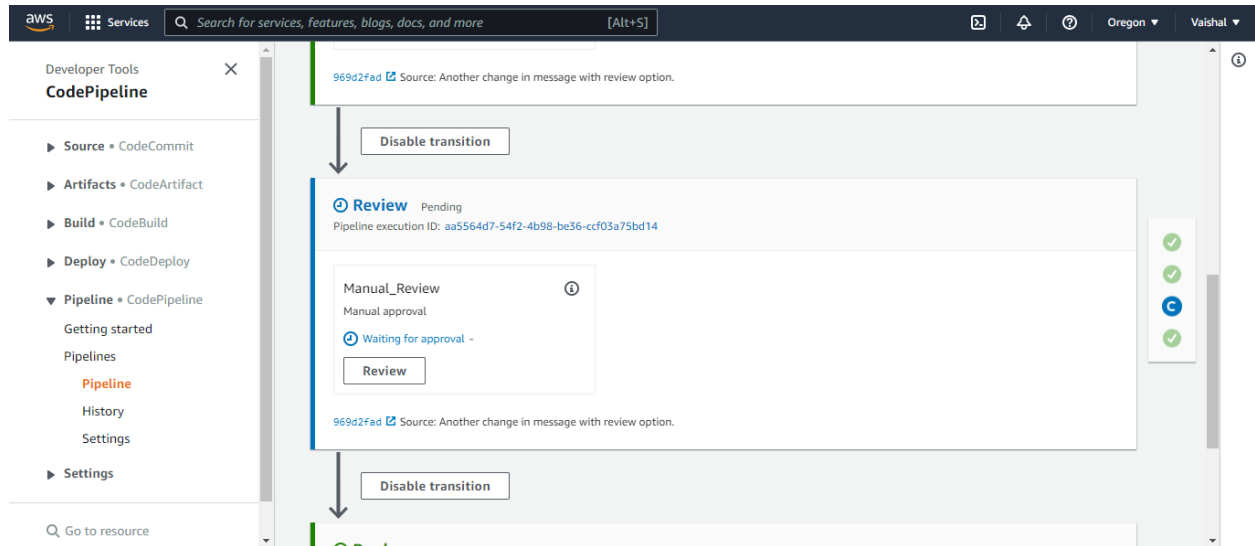 aws
Services
Search for services, features, blogs, docs, and more
[Alt+S]
Oregon ▼
Vaishal ▼
Developer Tools
CodePipeline
Source • CodeCommit
Artifacts • CodeArtifact
Build • CodeBuild
Deploy • CodeDeploy
Pipeline • CodePipeline
Getting started
Pipelines
Pipeline
History
Settings
Settings
Go to resource
969d2fad Source: Another change in message with review option.
Disable transition
Review Pending
Pipeline execution ID: aa5564d7-54f2-4b98-be36-ccf03a75bd14
Manual_Review
Manual approval
Waiting for approval -
Review
969d2fad Source: Another change in message with review option.
Disable transition
C